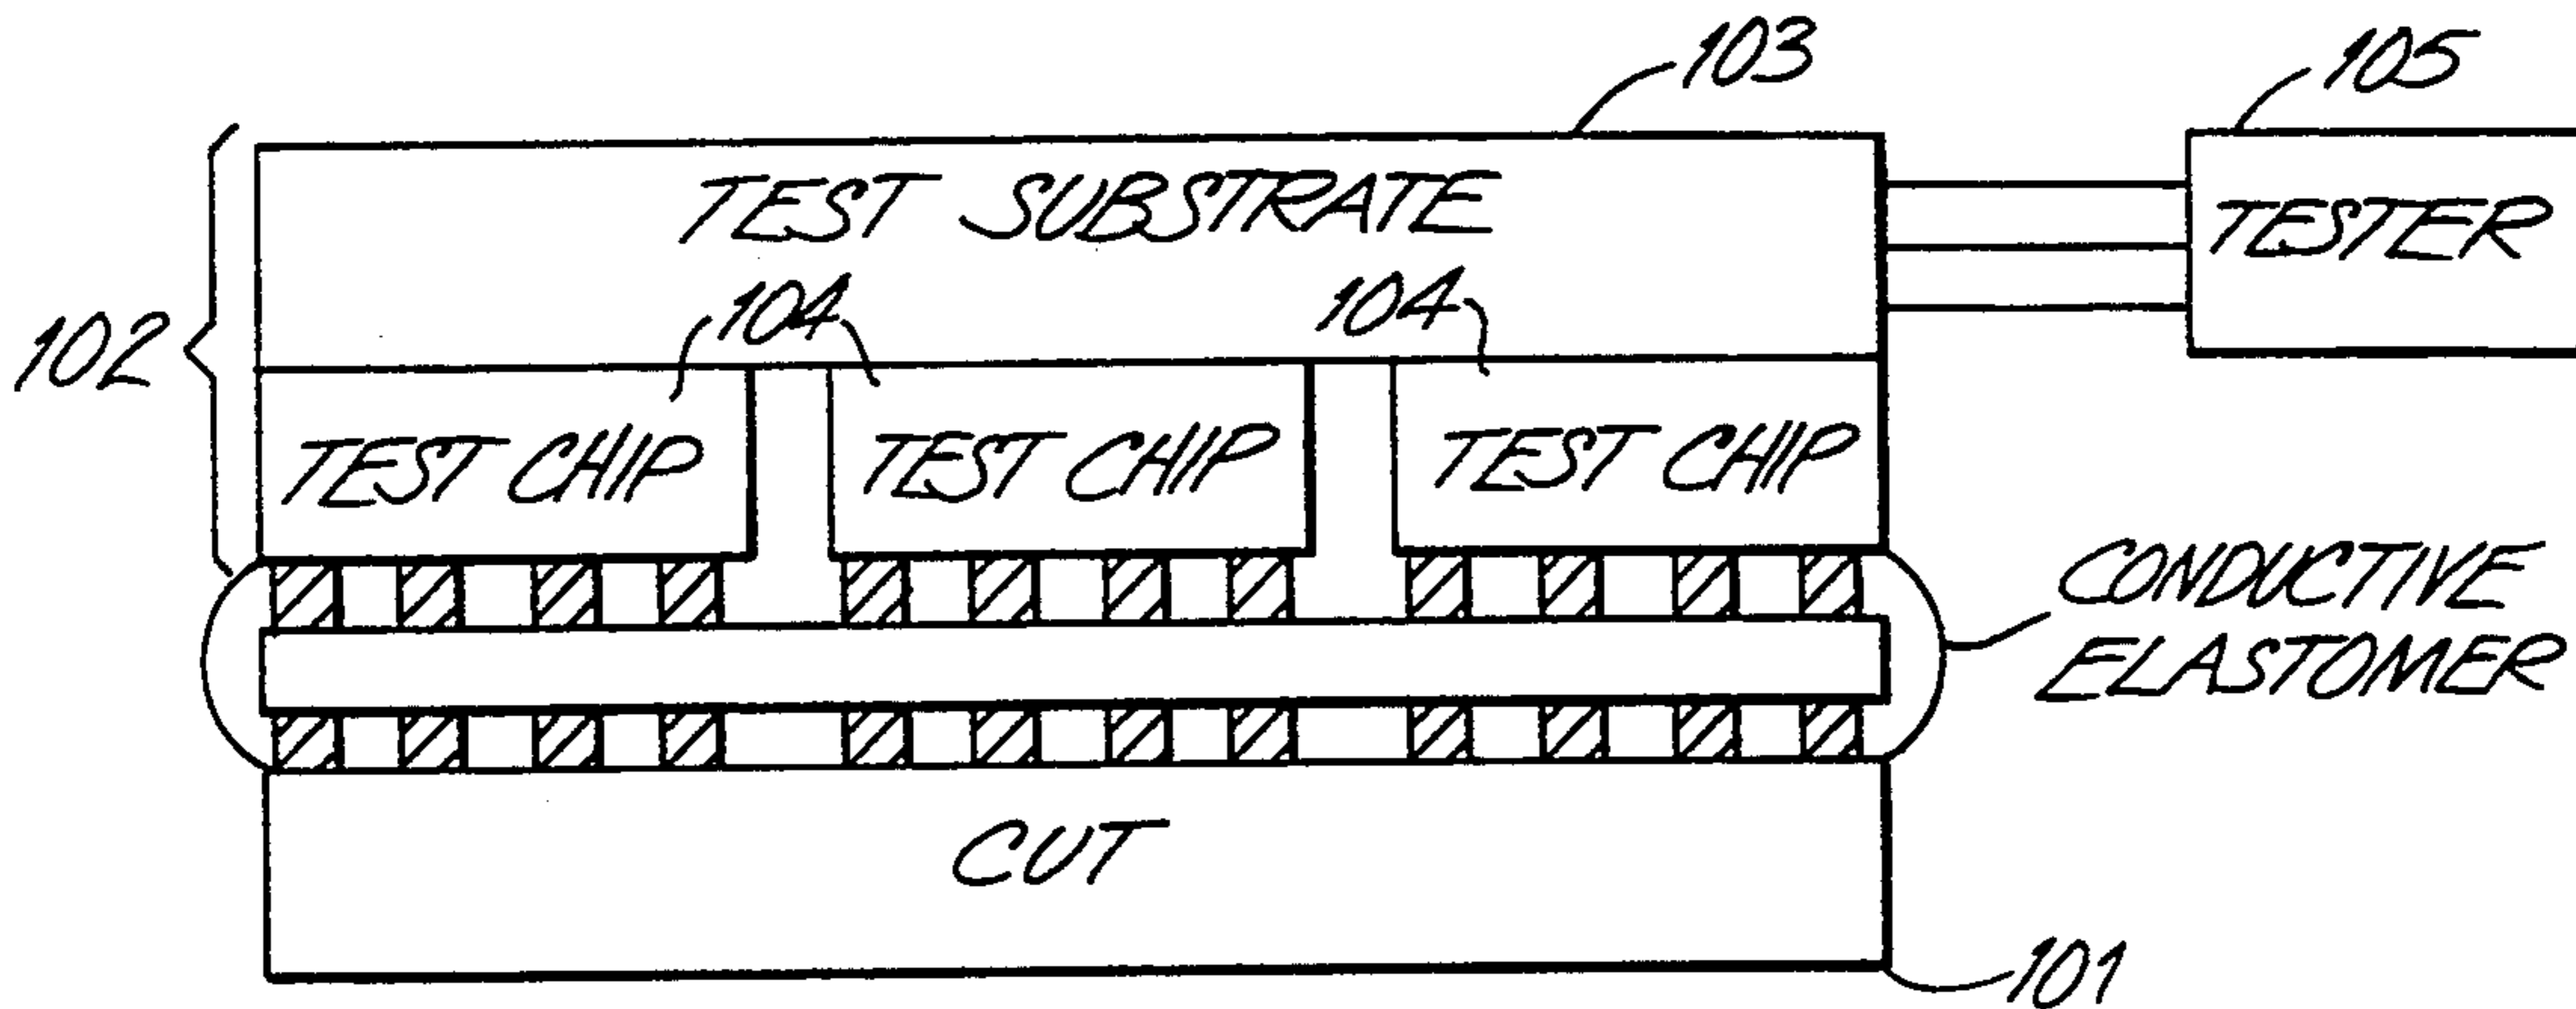 103
105
TEST SUBSTRATE
TESTER
102
104
104
TEST CHIP
TEST CHIP
TEST CHIP
CONDUCTIVE
ELASTOMER
CUT
101